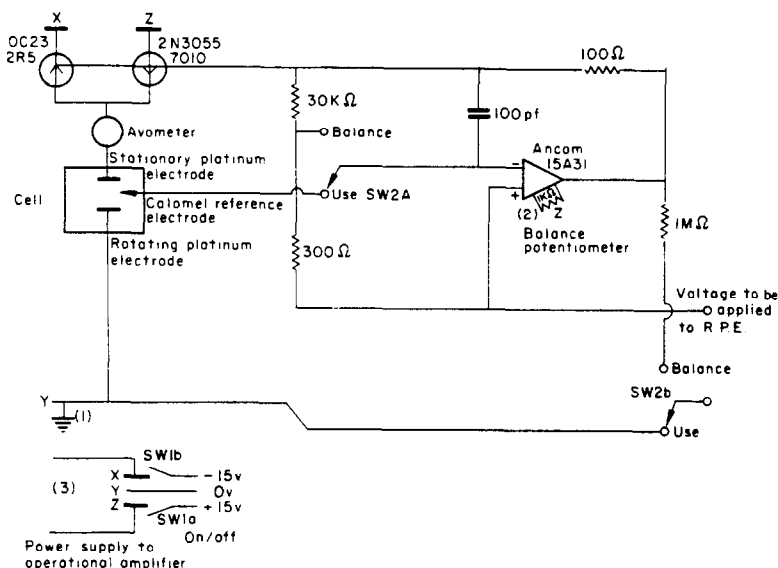 X
Z
OC23
2R5
2N3055
7010
100Ω
30KΩ
100pf
Balance
Avometer
Stationary platinum
electrode
Cell
Calomel reference
electrode
Rotating platinum
electrode
Use SW2A
Ancom
15A31
−
+
1KΩ
(2)
Z
Balance
potentiometer
300Ω
1MΩ
Voltage to be
applied
to R.P.E.
Balance
SW2b
Use
Y
(1)
(3)
SW1b
X
−15v
Y
0v
Z
+15v
SW1a
On/off
Power supply to
operational amplifier